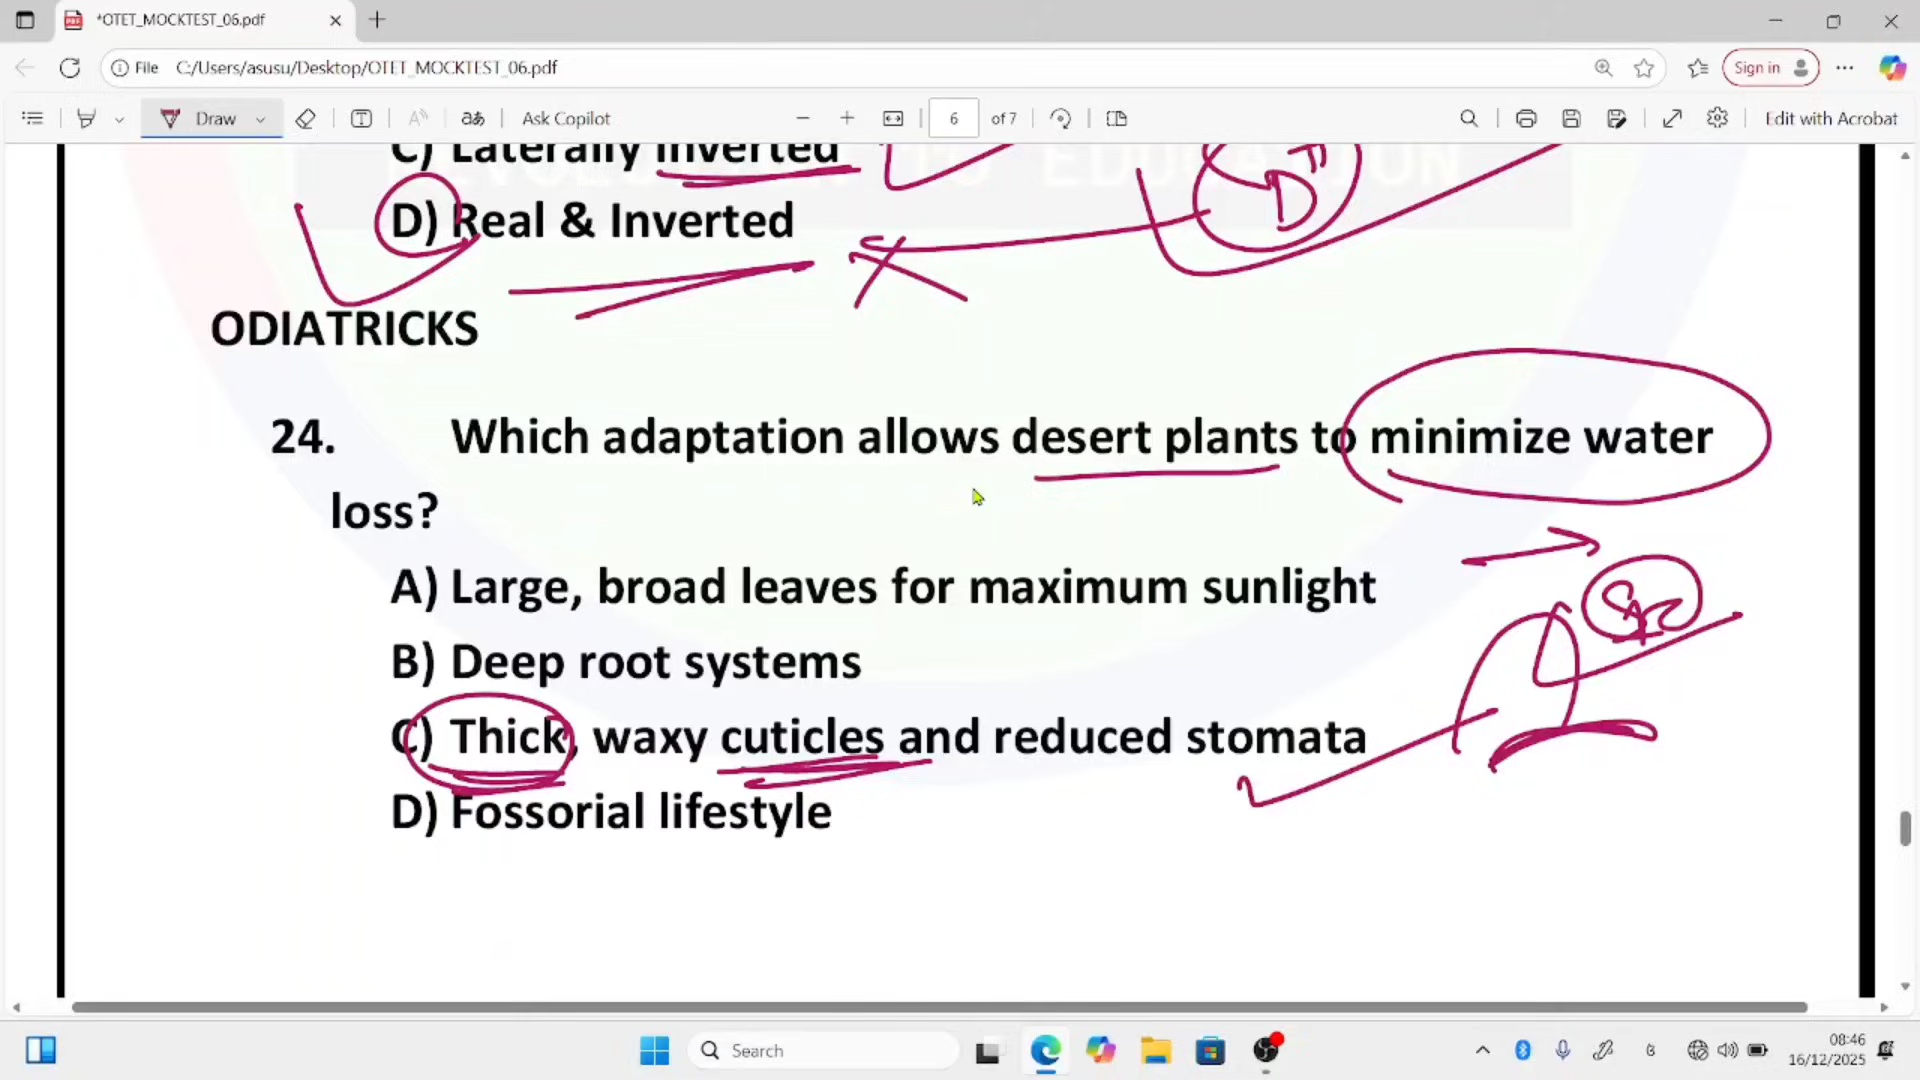 *OTET_MOCKTEST_06.pdf
File C:/Users/asusu/Desktop/OTET_MOCKTEST_06.pdf
Sign in
Draw
Ask Copilot
6 of 7
Edit with Acrobat
C) Laterally Inverted
D
D) Real & Inverted
ODIATRICKS
24. Which adaptation allows desert plants to minimize water
loss?
A) Large, broad leaves for maximum sunlight
B) Deep root systems
C) Thick, waxy cuticles and reduced stomata
D) Fossorial lifestyle
Search
08:46
16/12/2025